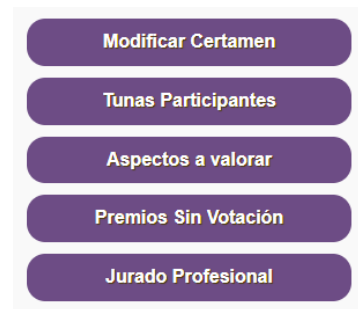 Modificar Certamen
Tunas Participantes
Aspectos a valorar
Premios Sin Votación
Jurado Profesional